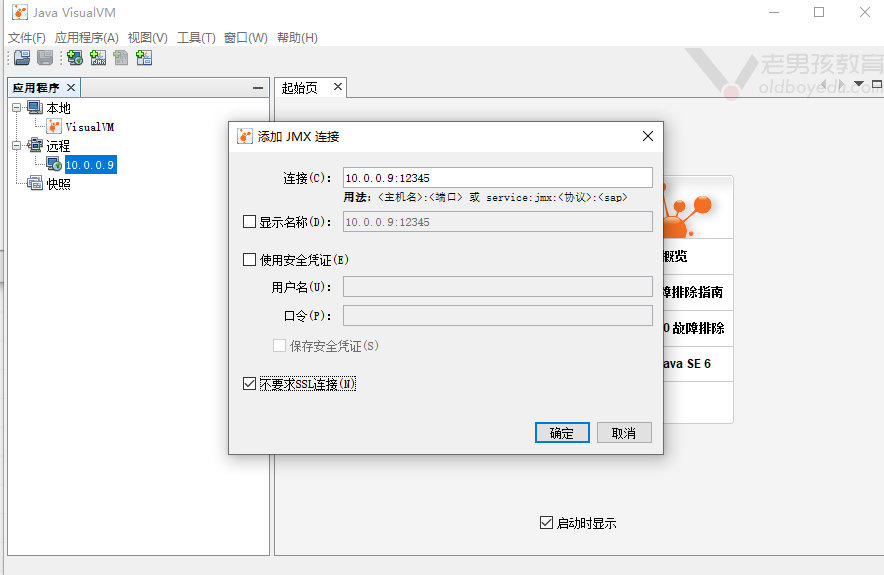 Java VisualVM
文件(F) 应用程序(A) 视图(V) 工具(T) 窗口(W) 帮助(H)
老男孩教育
oldboyedu.com
应用程序
起始页
本地
VisualVM
远程
10.0.0.9
快照
添加 JMX 连接
连接(C): 10.0.0.9:12345
用法: <主机名>:<端口> 或 service:jmx:<协议>:<sap>
显示名称(D): 10.0.0.9:12345
使用安全凭证(E)
用户名(U):
口令(P):
保存安全凭证(S)
不要求SSL连接(N)
确定 取消
概览
障排除指南
0 故障排除
ava SE 6
启动时显示